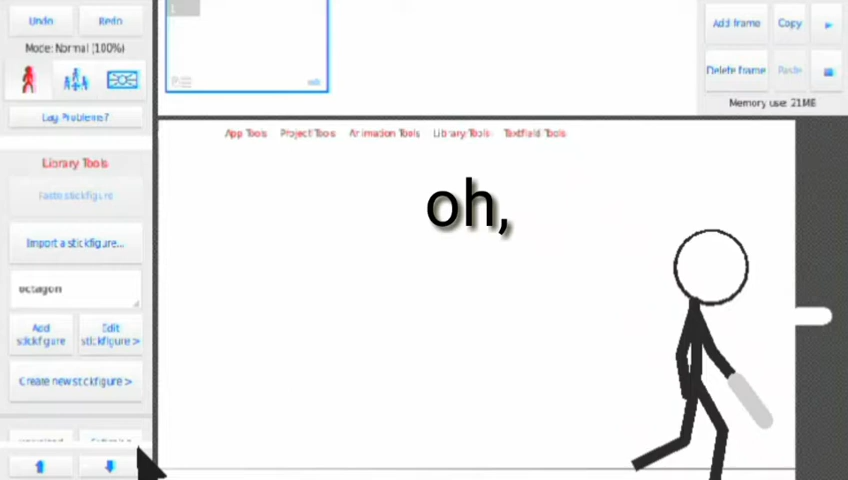 Undo Redo
Mode: Normal (100%)
Lag Problems?
Library Tools
Paste stickfigure
Import a stickfigure...
octagon
Add stickfigure
Edit stickfigure >
Create new stickfigure >
1
Add frame Copy
Delete frame Paste
Memory use: 21MB
App Tools Project Tools Animation Tools Library Tools Textfield Tools
oh,